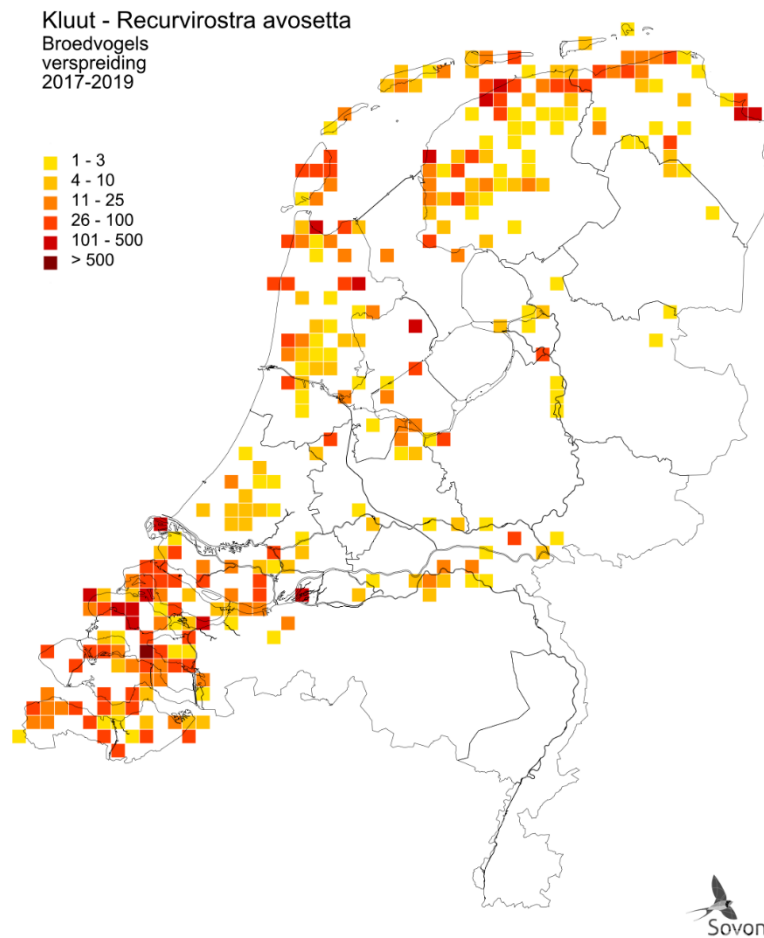 Kluut - Recurvirostra avosetta
Broedvogels
verspreiding
2017-2019
1 - 3
4 - 10
11 - 25
26 - 100
101 - 500
> 500
Sovon